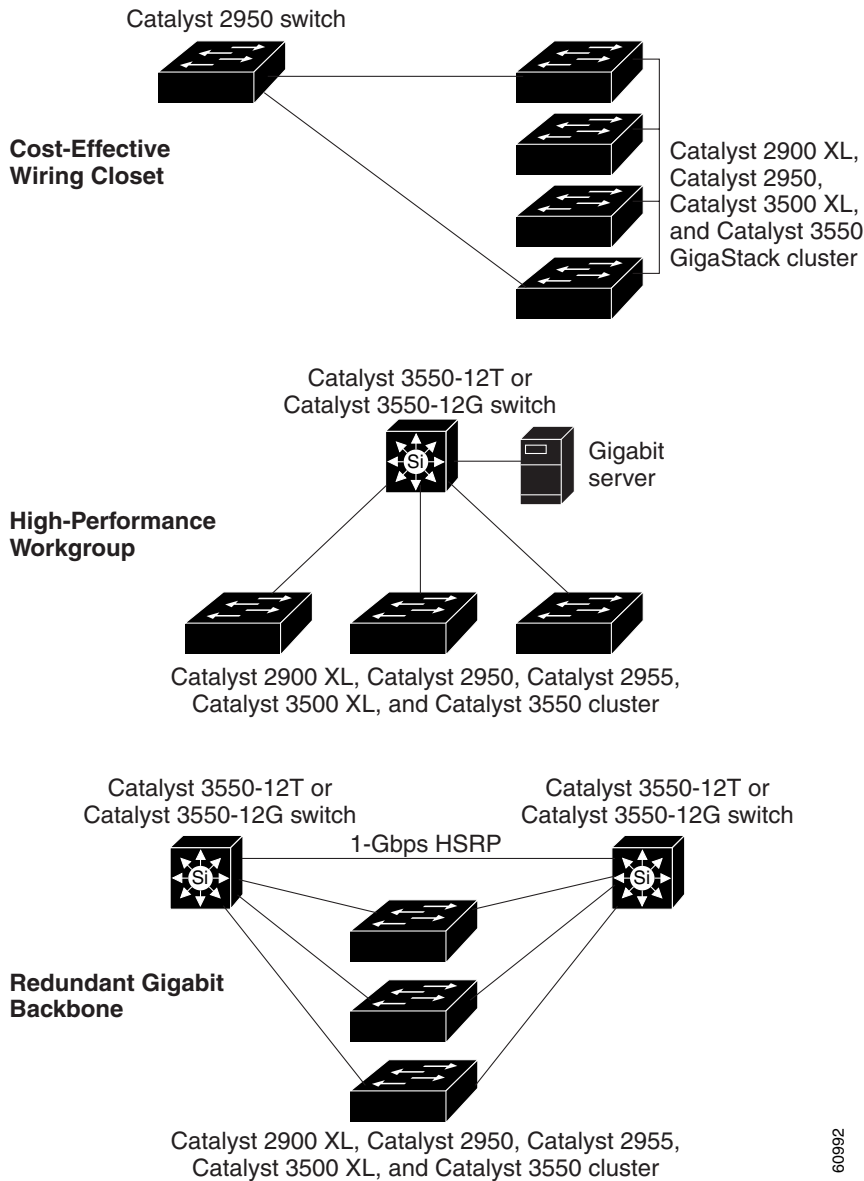 Catalyst 2950 switch
Cost-Effective
Wiring Closet
Catalyst 2900 XL,
Catalyst 2950,
Catalyst 3500 XL,
and Catalyst 3550
GigaStack cluster
Catalyst 3550-12T or
Catalyst 3550-12G switch
Si
Gigabit
server
High-Performance
Workgroup
Catalyst 2900 XL, Catalyst 2950, Catalyst 2955,
Catalyst 3500 XL, and Catalyst 3550 cluster
Catalyst 3550-12T or
Catalyst 3550-12G switch
Catalyst 3550-12T or
Catalyst 3550-12G switch
1-Gbps HSRP
Si
Si
Redundant Gigabit
Backbone
Catalyst 2900 XL, Catalyst 2950, Catalyst 2955,
Catalyst 3500 XL, and Catalyst 3550 cluster
60992